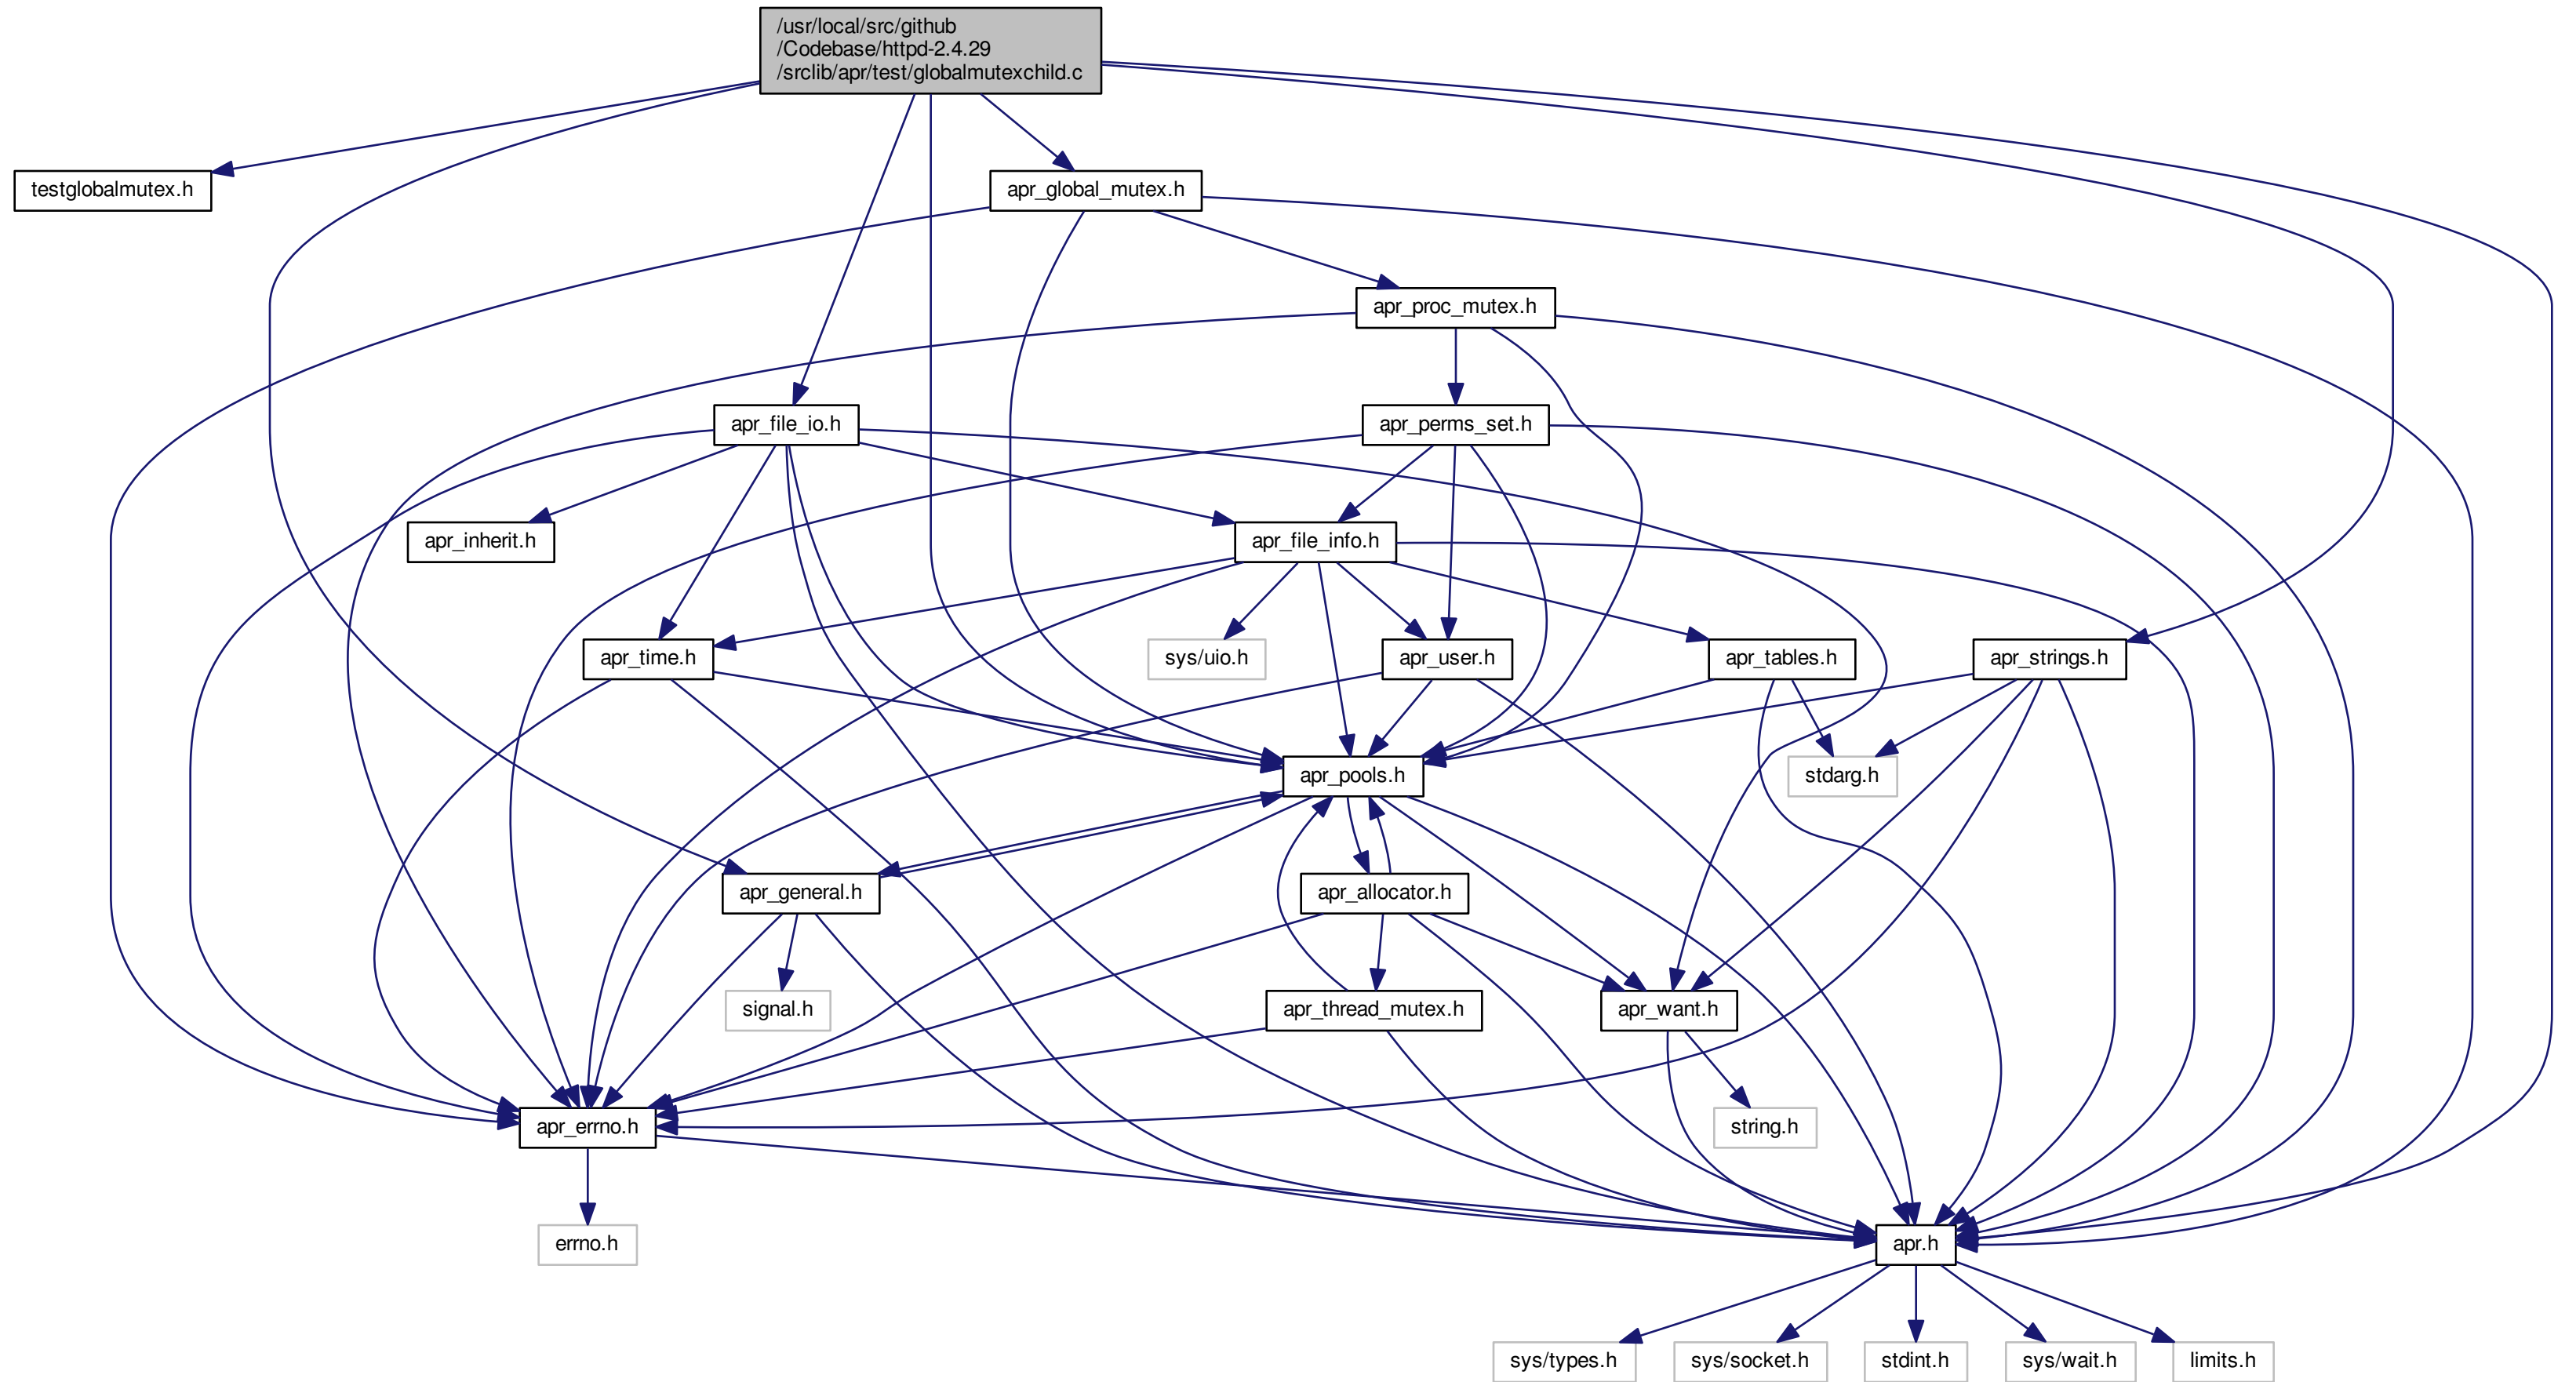 /usr/local/src/github
/Codebase/httpd-2.4.29
/srclib/apr/test/globalmutexchild.c
testglobalmutex.h
apr_global_mutex.h
apr_proc_mutex.h
apr_file_io.h
apr_perms_set.h
apr_inherit.h
apr_file_info.h
apr_time.h
sys/uio.h
apr_user.h
apr_tables.h
apr_strings.h
apr_pools.h
stdarg.h
apr_general.h
apr_allocator.h
signal.h
apr_thread_mutex.h
apr_want.h
apr_errno.h
string.h
errno.h
apr.h
sys/types.h
sys/socket.h
stdint.h
sys/wait.h
limits.h